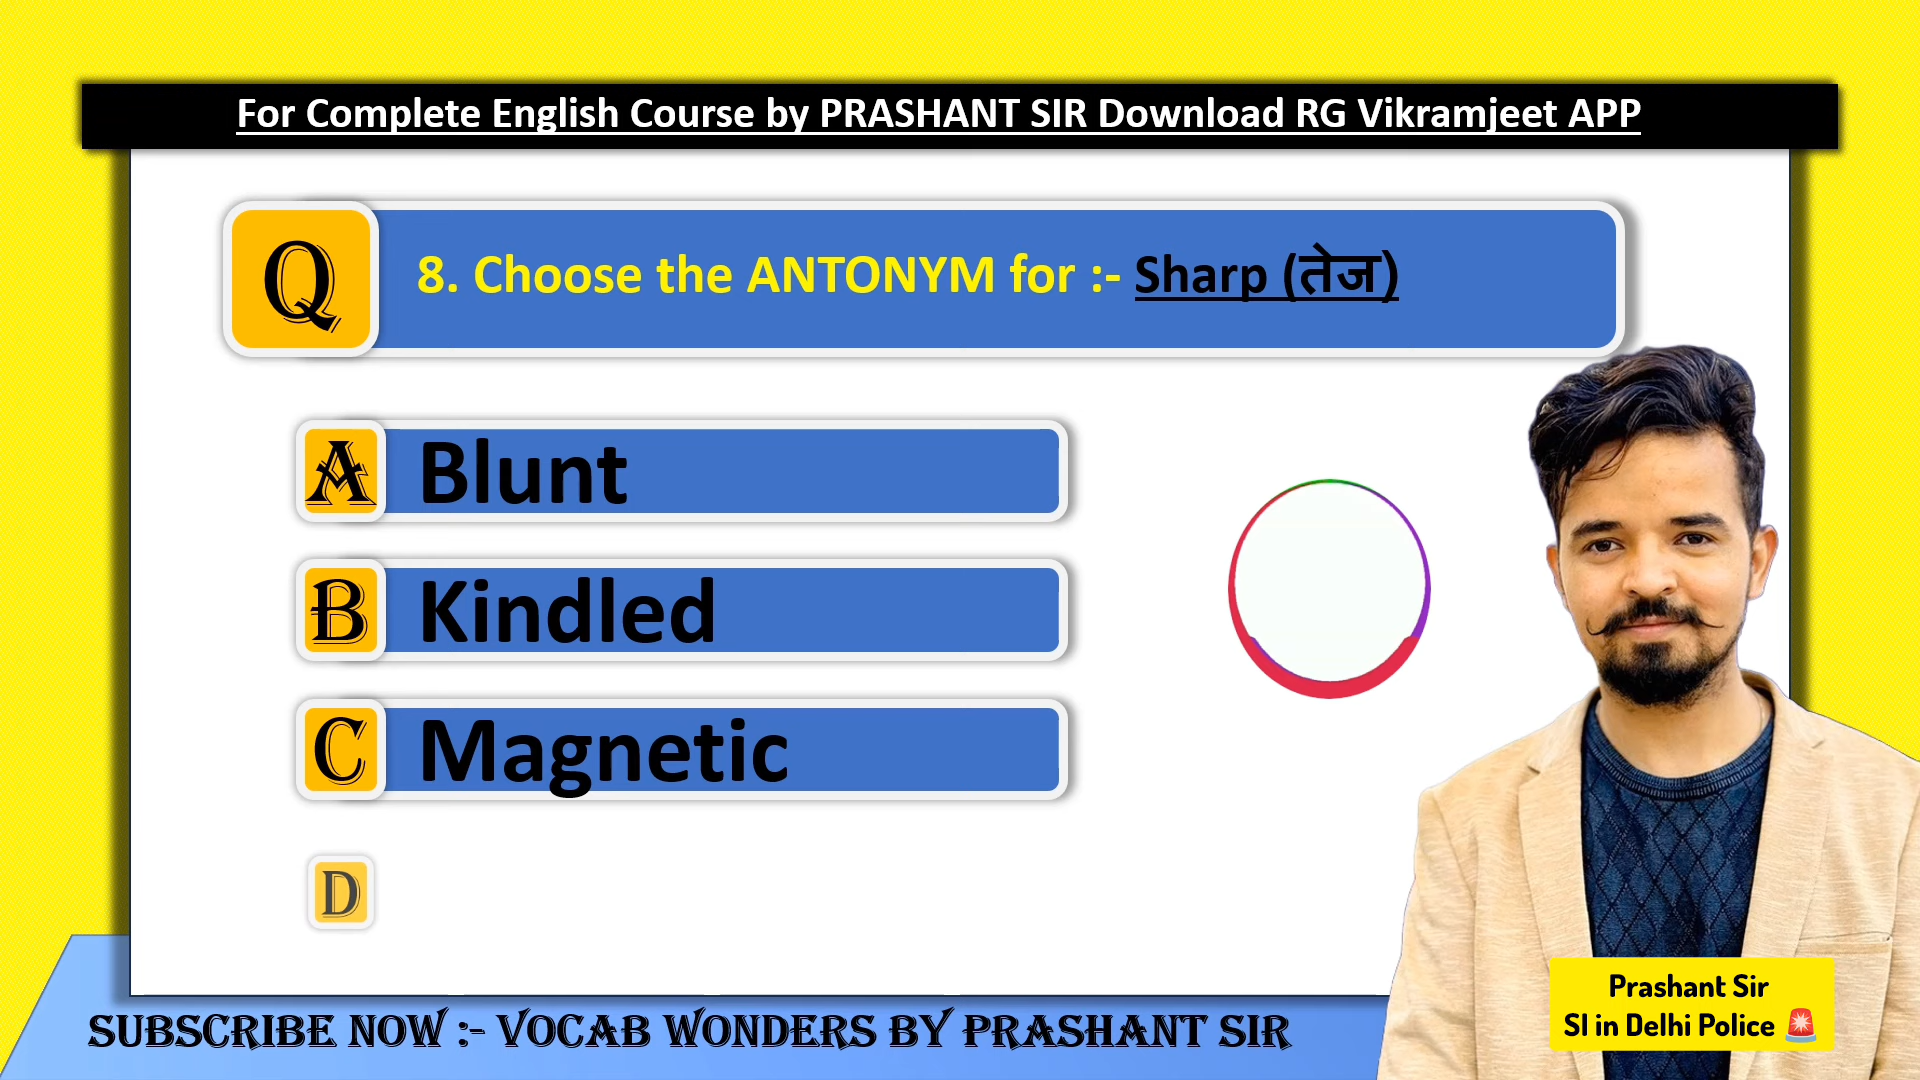 For Complete English Course by PRASHANT SIR Download RG Vikramjeet APP
Q
8. Choose the ANTONYM for :- Sharp (तेज)
A Blunt
B Kindled
C Magnetic
D
SUBSCRIBE NOW :- VOCAB WONDERS BY PRASHANT SIR
Prashant Sir
SI in Delhi Police 🚨